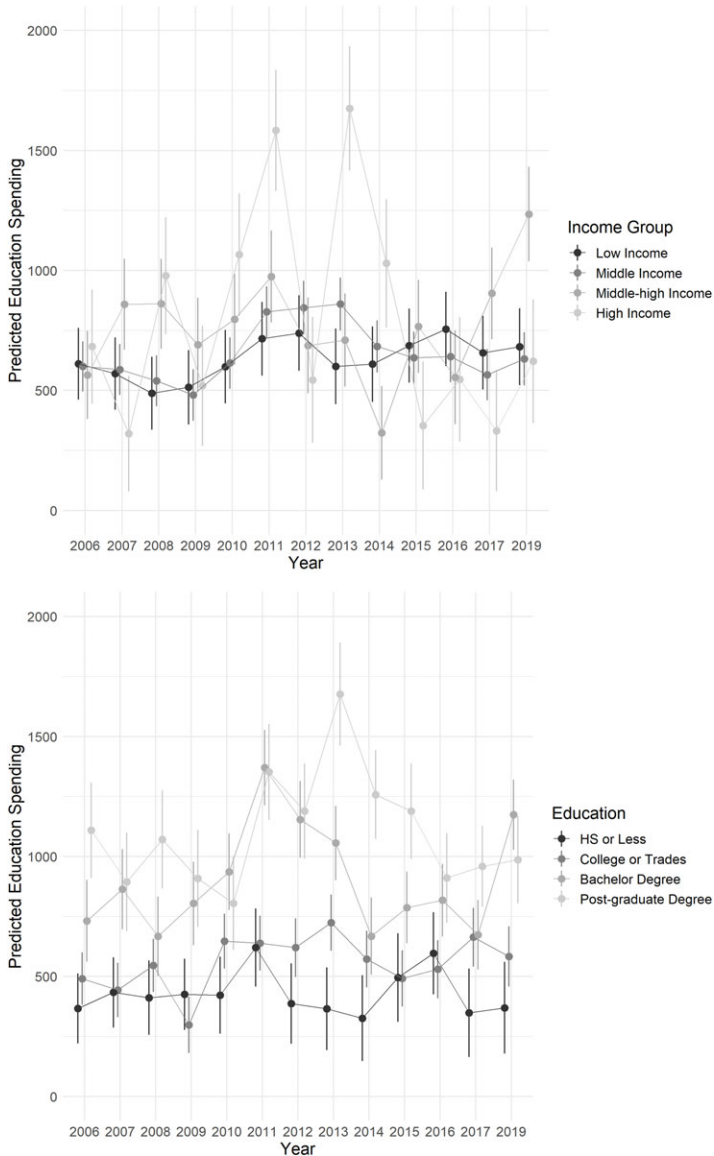 2000
1500
1000
500
0
Predicted Education Spending
2006 2007 2008 2009 2010 2011 2012 2013 2014 2015 2016 2017 2019
Year
Income Group
Low Income
Middle Income
Middle-high Income
High Income
2000
1500
1000
500
0
Predicted Education Spending
2006 2007 2008 2009 2010 2011 2012 2013 2014 2015 2016 2017 2019
Year
Education
HS or Less
College or Trades
Bachelor Degree
Post-graduate Degree